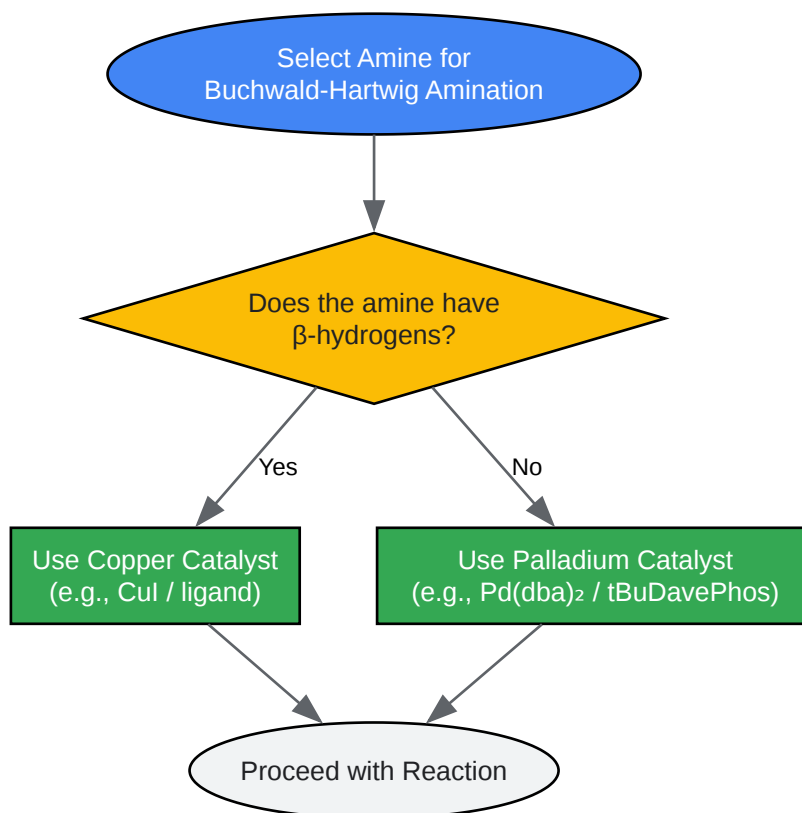 Select Amine for
Buchwald-Hartwig Amination
Does the amine have
β-hydrogens?
Yes
No
Use Copper Catalyst
(e.g., CuI / ligand)
Use Palladium Catalyst
(e.g., Pd(dba)₂ / tBuDavePhos)
Proceed with Reaction